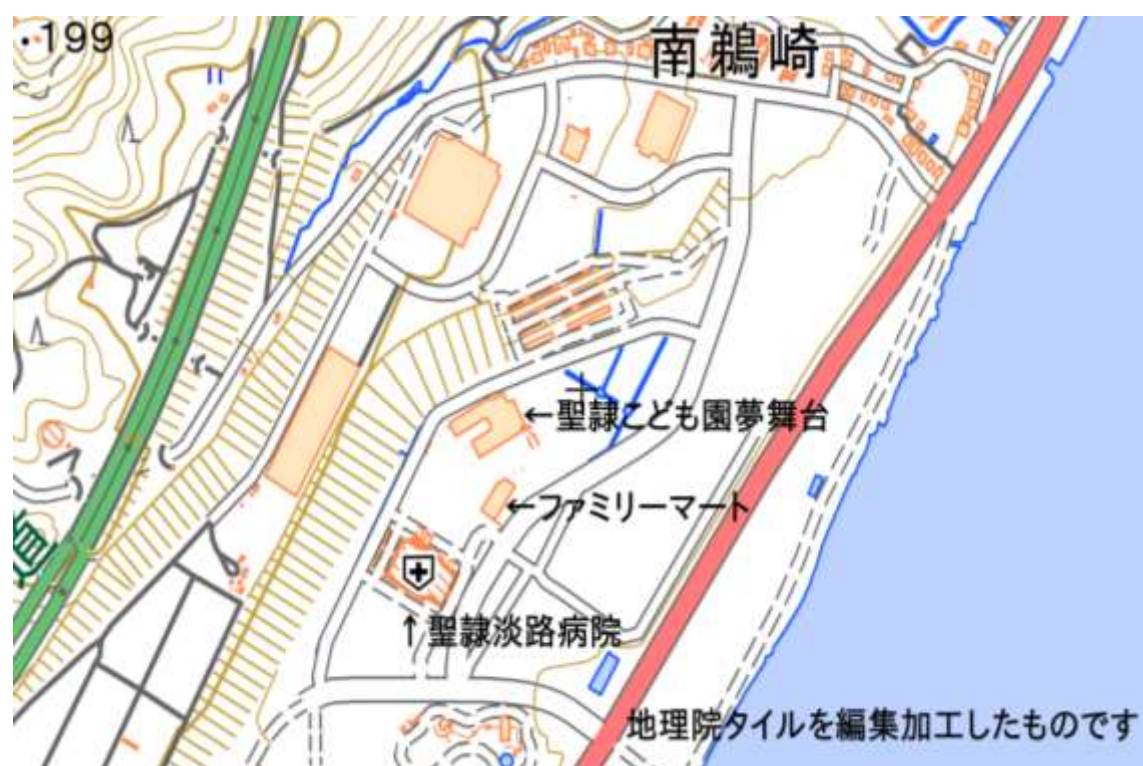 ・199
南鵜崎
←聖隷こども園夢舞台
←ファミリーマート
道
↑聖隷淡路病院
地理院タイルを編集加工したものです